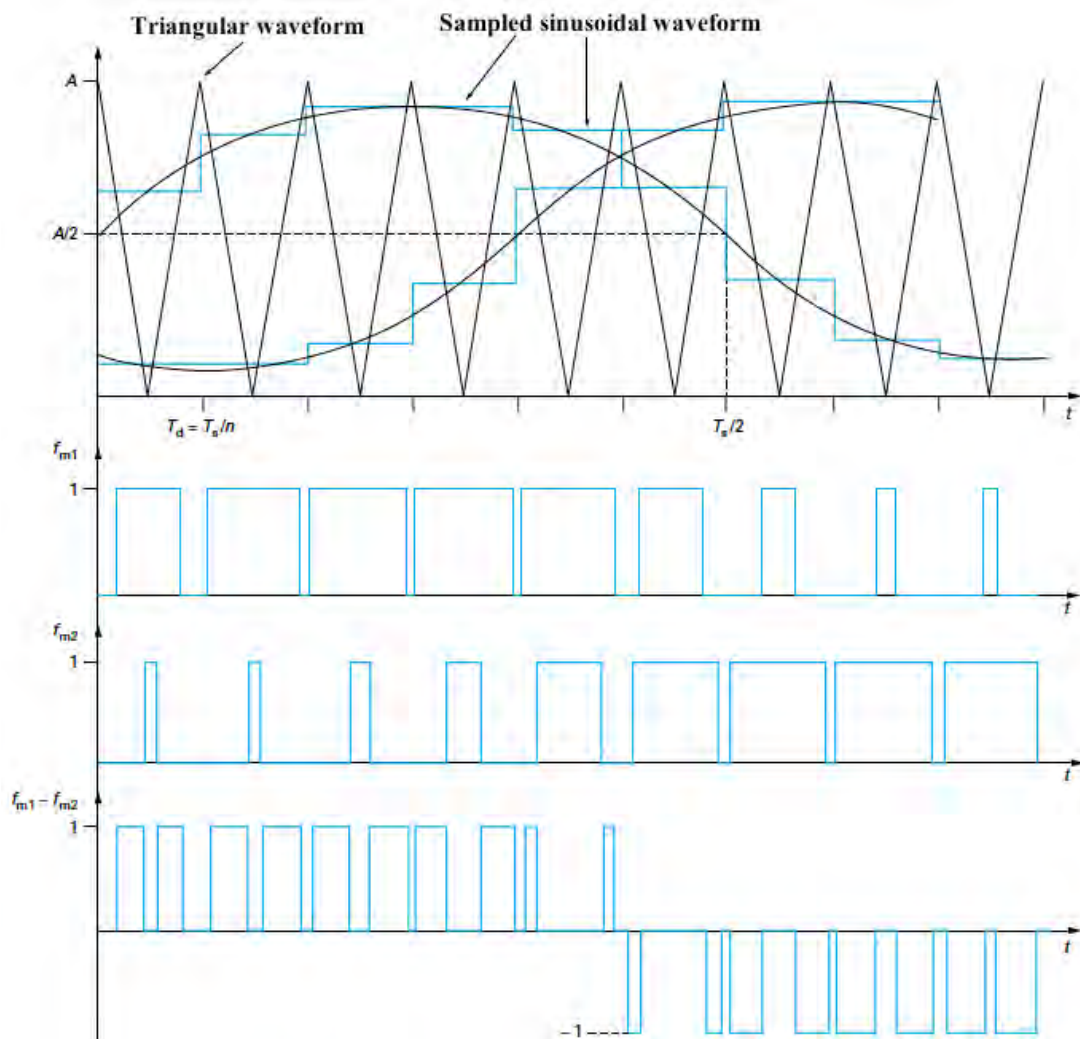 Triangular waveform
Sampled sinusoidal waveform
A
A/2
T_d = T_s/n
T_s/2
t
f_m1
1
t
f_m2
1
t
f_m1 – f_m2
1
t
–1